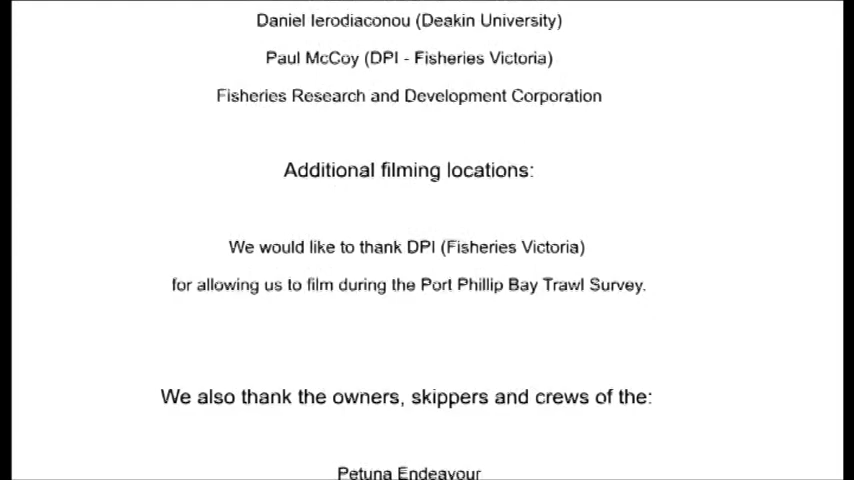 Daniel Ierodiaconou (Deakin University)
Paul McCoy (DPI - Fisheries Victoria)
Fisheries Research and Development Corporation
Additional filming locations:
We would like to thank DPI (Fisheries Victoria)
for allowing us to film during the Port Phillip Bay Trawl Survey.
We also thank the owners, skippers and crews of the:
Petuna Endeavour